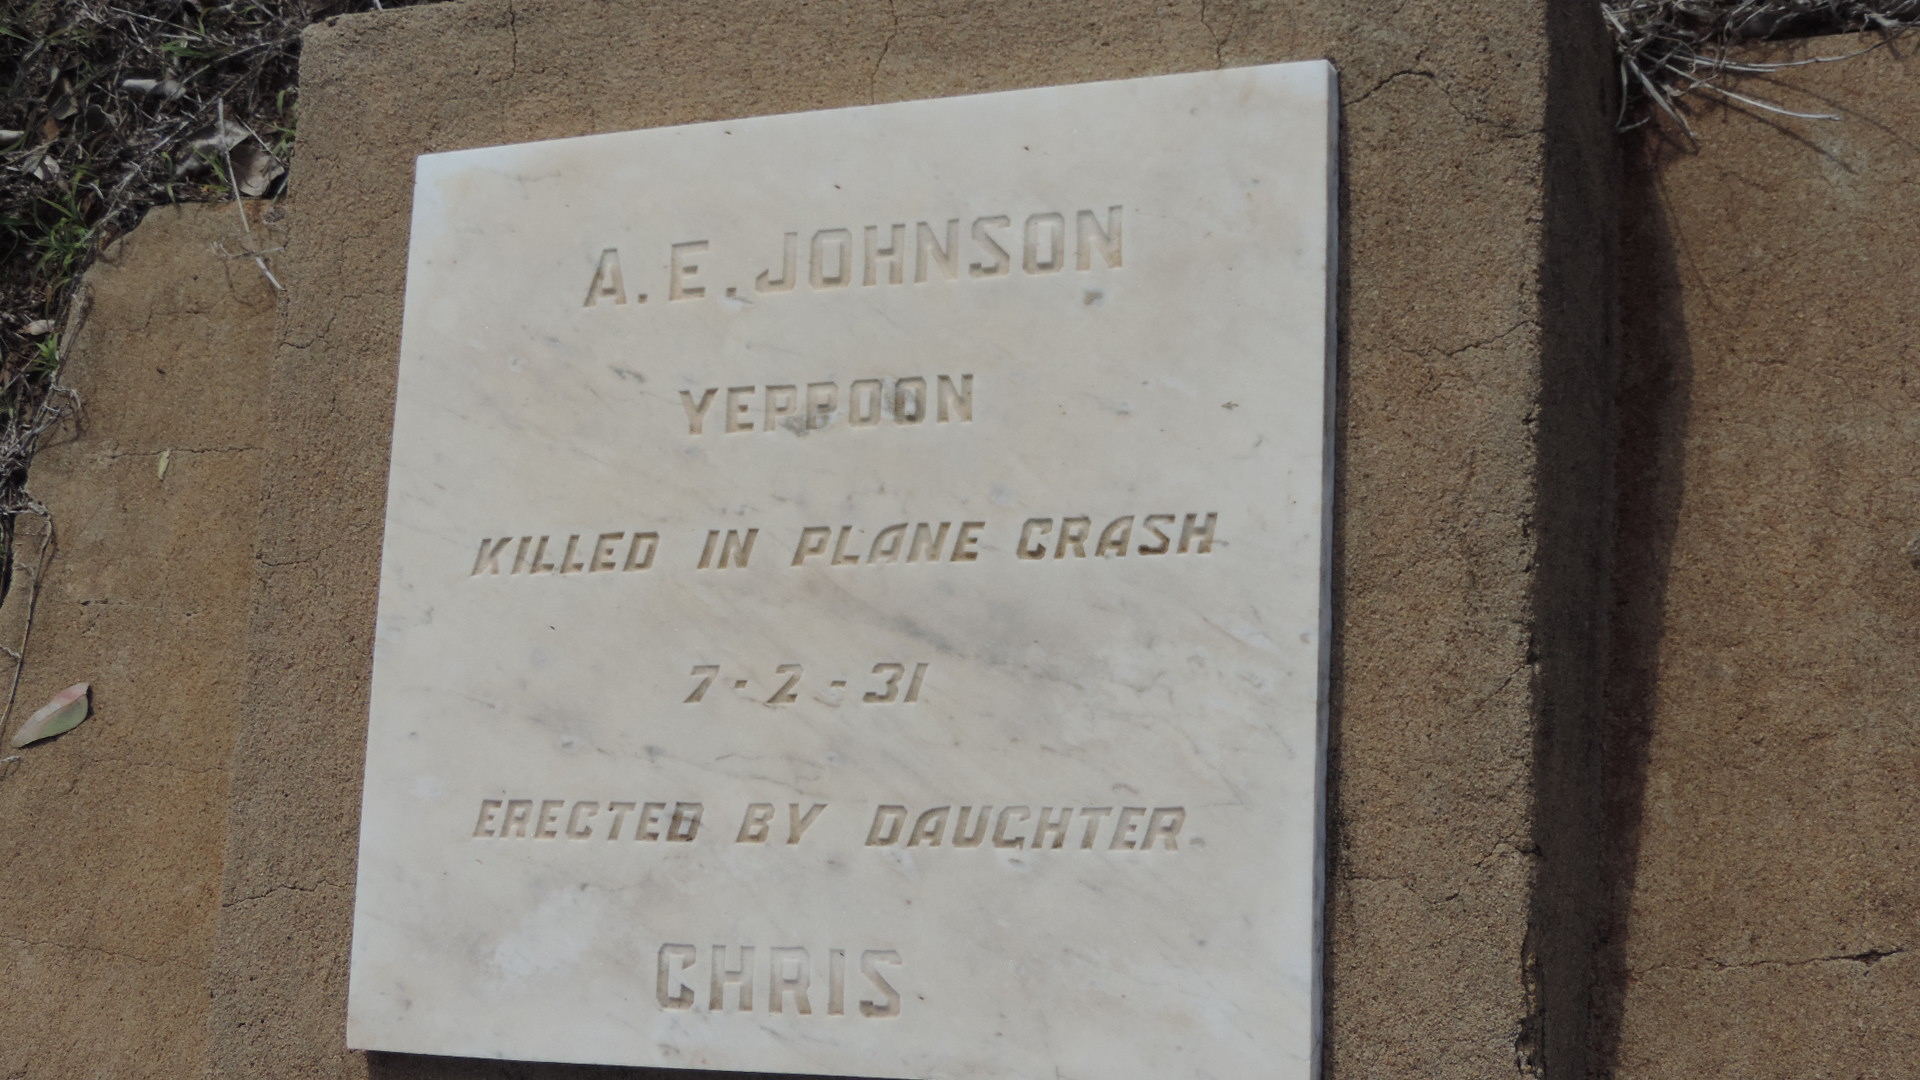 A.E. JOHNSON
YEPPOON
KILLED IN PLANE CRASH
7-2-31
ERECTED BY DAUGHTER
CHRIS